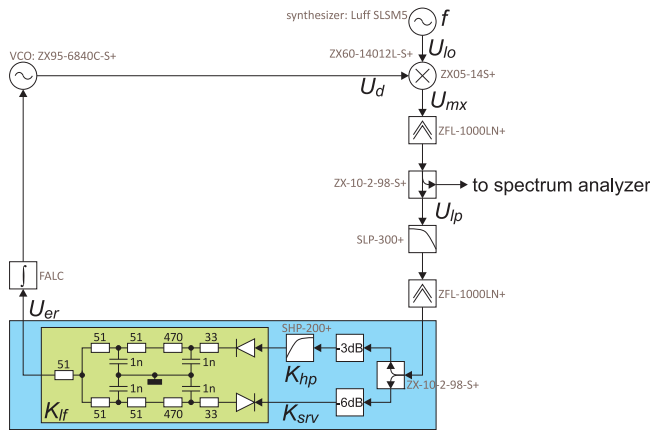 synthesizer: Luff SLSM5
f
VCO: ZX95-6840C-S+
ZX60-14012L-S+
U_lo
ZX05-14S+
U_d
U_mx
ZFL-1000LN+
ZX-10-2-98-S+
to spectrum analyzer
U_lp
SLP-300+
∫
FALC
ZFL-1000LN+
U_er
SHP-200+
51 51 470 33
-3dB
1n 1n
51
K_hp
ZX-10-2-98-S+
1n 1n
K_lf
51 51 470 33
K_srv
-6dB